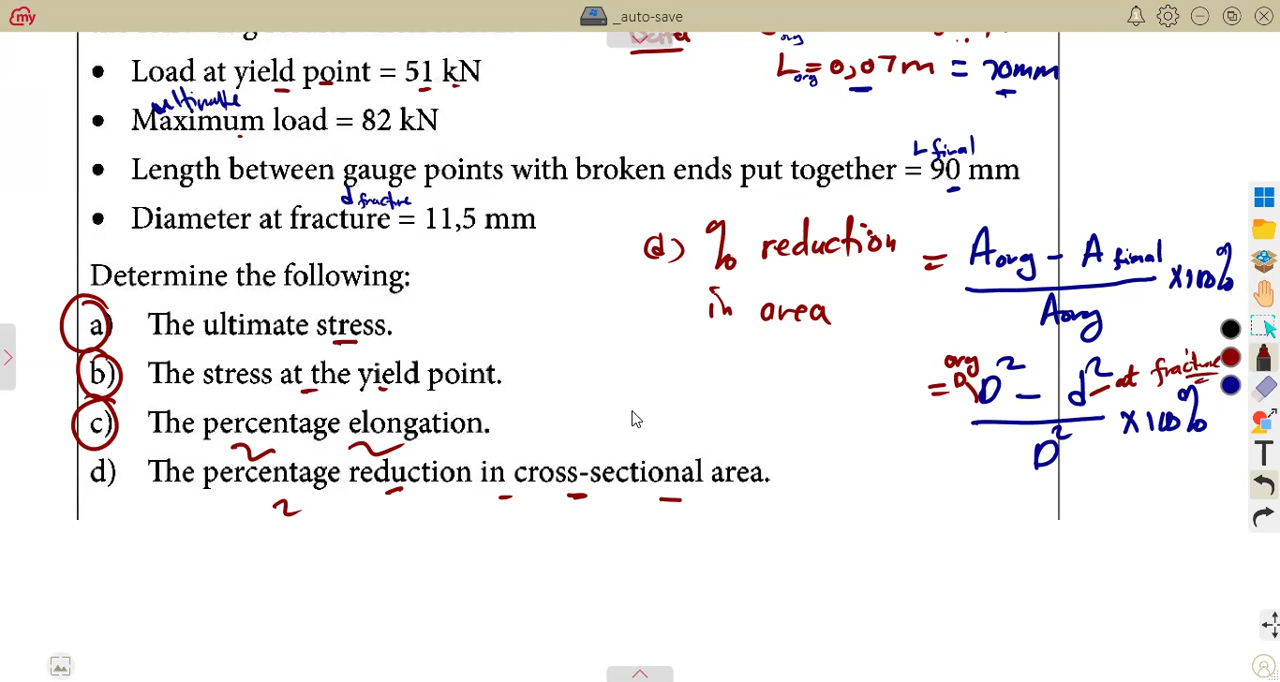 my
_auto-save
L org = 0,07m = 70mm
• Load at yield point = 51 kN
ultimate
• Maximum load = 82 kN
L final
• Length between gauge points with broken ends put together = 90 mm
d fracture
• Diameter at fracture = 11,5 mm
d) % reduction in area = A org - A final / A org × 100%
= D² - d² / D² × 100%
org D
at fracture
Determine the following:
a) The ultimate stress.
b) The stress at the yield point.
c) The percentage elongation.
d) The percentage reduction in cross-sectional area.
T